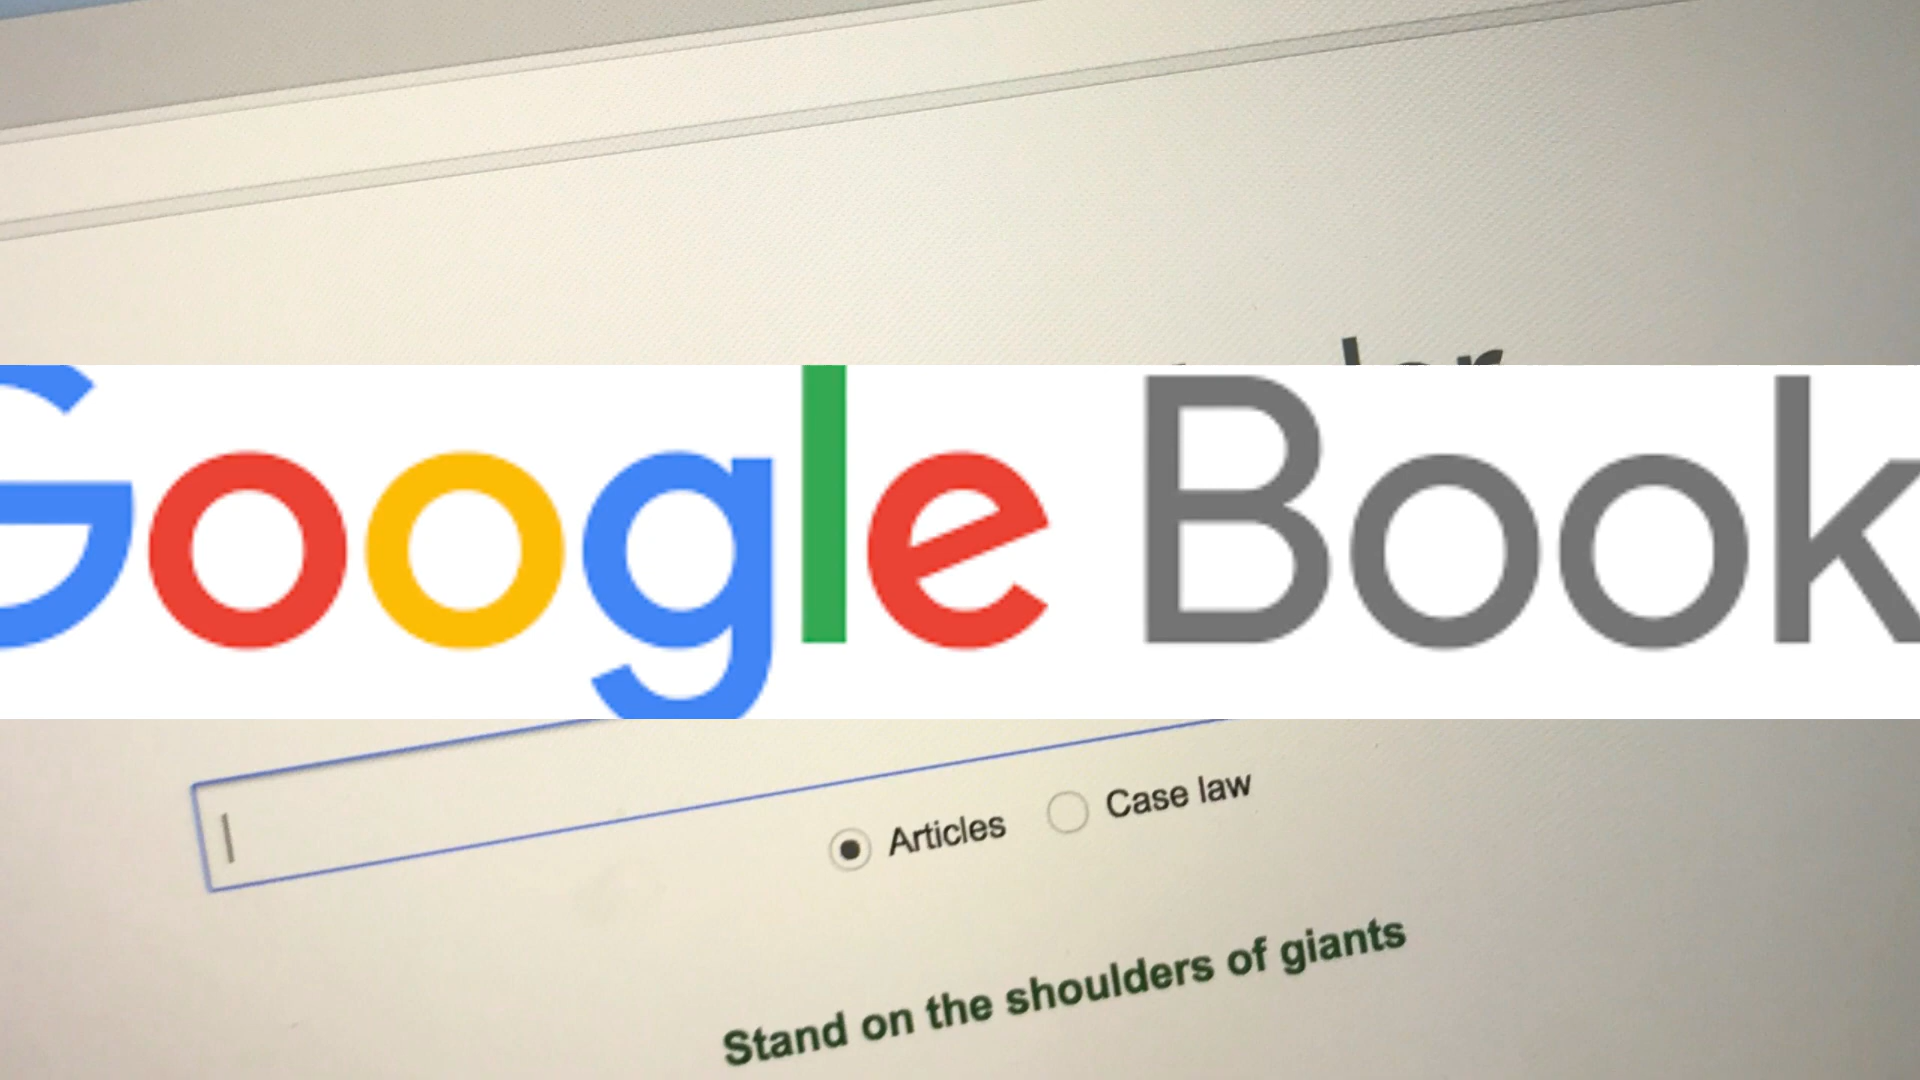 Google Book
Articles Case law
Stand on the shoulders of giants